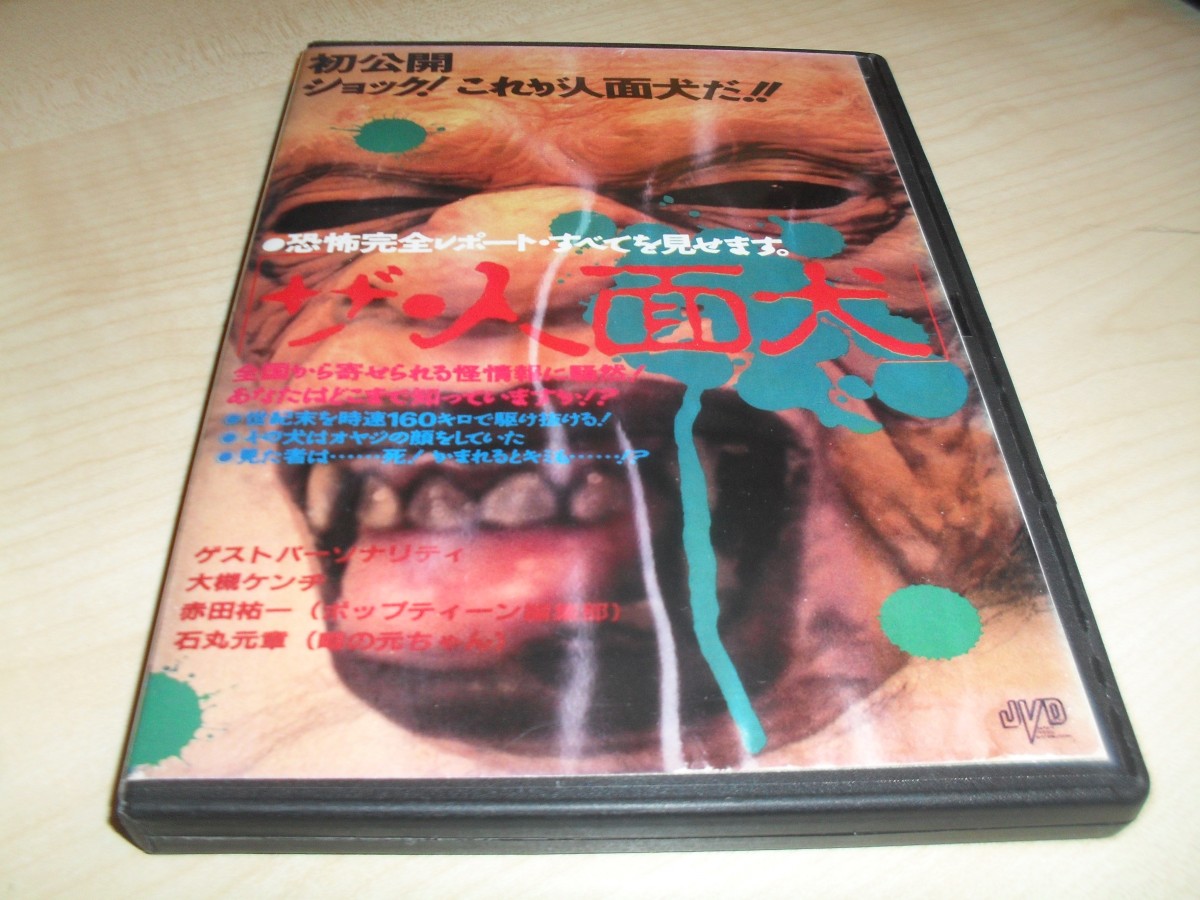 初公開
ショック! これが人面犬だ!!
●恐怖完全レポート・すべてを見せます。
ザ・人面犬
全国から寄せられる怪情報に騒然!
あなたはどこまで知っていますか!?
●世紀末を時速160キロで駆け抜ける!
●その犬はオヤジの顔をしていた
●見た者は……死! かまれると……!?
ゲストパーソナリティ
大槻ケンヂ
赤田祐一(ポップティーン編集部)
石丸元章(噂の元ちゃん)
JVD